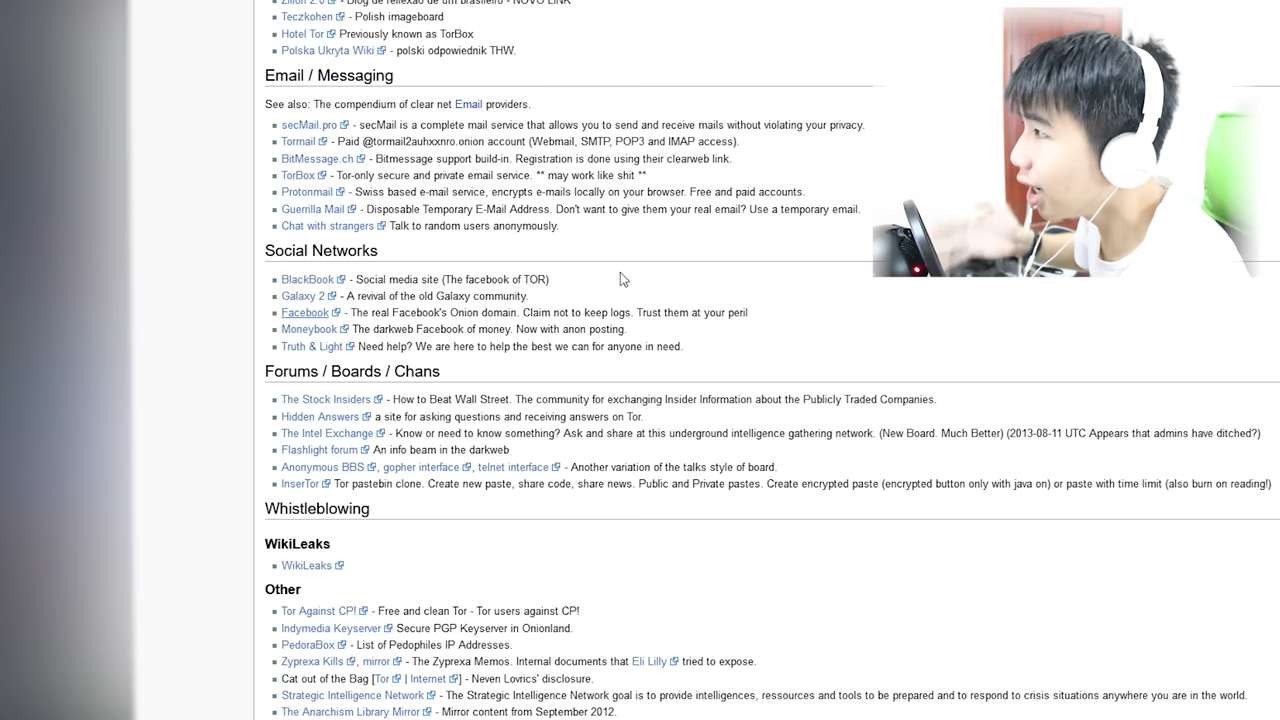 Zilion 2.0 - Blog de reflexão de um brasileiro - NOVO LINK
Teczkohen - Polish imageboard
Hotel Tor Previously known as TorBox
Polska Ukryta Wiki - polski odpowiednik THW.
Email / Messaging
See also: The compendium of clear net Email providers.
secMail.pro - secMail is a complete mail service that allows you to send and receive mails without violating your privacy.
Tormail - Paid @tormail2auhxxnro.onion account (Webmail, SMTP, POP3 and IMAP access).
BitMessage.ch - Bitmessage support build-in. Registration is done using their clearweb link.
TorBox - Tor-only secure and private email service. ** may work like shit **
Protonmail - Swiss based e-mail service, encrypts e-mails locally on your browser. Free and paid accounts.
Guerrilla Mail - Disposable Temporary E-Mail Address. Don't want to give them your real email? Use a temporary email.
Chat with strangers Talk to random users anonymously.
Social Networks
BlackBook - Social media site (The facebook of TOR)
Galaxy 2 - A revival of the old Galaxy community.
Facebook - The real Facebook's Onion domain. Claim not to keep logs. Trust them at your peril
Moneybook The darkweb Facebook of money. Now with anon posting.
Truth & Light Need help? We are here to help the best we can for anyone in need.
Forums / Boards / Chans
The Stock Insiders - How to Beat Wall Street. The community for exchanging Insider Information about the Publicly Traded Companies.
Hidden Answers a site for asking questions and receiving answers on Tor.
The Intel Exchange - Know or need to know something? Ask and share at this underground intelligence gathering network. (New Board. Much Better) (2013-08-11 UTC Appears that admins have ditched?)
Flashlight forum An info beam in the darkweb
Anonymous BBS, gopher interface, telnet interface - Another variation of the talks style of board.
InserTor Tor pastebin clone. Create new paste, share code, share news. Public and Private pastes. Create encrypted paste (encrypted button only with java on) or paste with time limit (also burn on reading!)
Whistleblowing
WikiLeaks
WikiLeaks
Other
Tor Against CP! - Free and clean Tor - Tor users against CP!
Indymedia Keyserver Secure PGP Keyserver in Onionland.
PedoraBox - List of Pedophiles IP Addresses.
Zyprexa Kills, mirror - The Zyprexa Memos. Internal documents that Eli Lilly tried to expose.
Cat out of the Bag [Tor | Internet] - Neven Lovrics' disclosure.
Strategic Intelligence Network - The Strategic Intelligence Network goal is to provide intelligences, ressources and tools to be prepared and to respond to crisis situations anywhere you are in the world.
The Anarchism Library Mirror - Mirror content from September 2012.